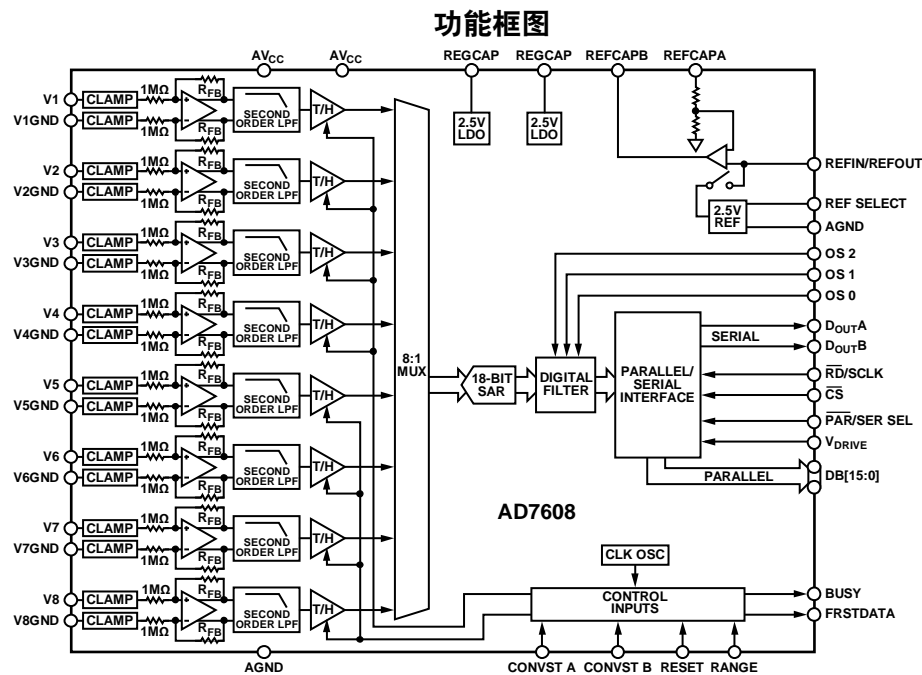 功能框图
AVCC AVCC REGCAP REGCAP REFCAPB REFCAPA
V1 CLAMP 1MΩ RFB
V1GND CLAMP 1MΩ RFB
SECOND ORDER LPF T/H
V2 CLAMP 1MΩ RFB
V2GND CLAMP 1MΩ RFB
SECOND ORDER LPF T/H
V3 CLAMP 1MΩ RFB
V3GND CLAMP 1MΩ RFB
SECOND ORDER LPF T/H
V4 CLAMP 1MΩ RFB
V4GND CLAMP 1MΩ RFB
SECOND ORDER LPF T/H
V5 CLAMP 1MΩ RFB
V5GND CLAMP 1MΩ RFB
SECOND ORDER LPF T/H
V6 CLAMP 1MΩ RFB
V6GND CLAMP 1MΩ RFB
SECOND ORDER LPF T/H
V7 CLAMP 1MΩ RFB
V7GND CLAMP 1MΩ RFB
SECOND ORDER LPF T/H
V8 CLAMP 1MΩ RFB
V8GND CLAMP 1MΩ RFB
SECOND ORDER LPF T/H
8:1
MUX
2.5V
LDO
2.5V
LDO
REFIN/REFOUT
2.5V
REF
REF SELECT
AGND
OS 2
OS 1
OS 0
18-BIT
SAR
DIGITAL
FILTER
PARALLEL/
SERIAL
INTERFACE
SERIAL
DOUTA
DOUTB
RD/SCLK
CS
PAR/SER SEL
VDRIVE
PARALLEL
DB[15:0]
AD7608
CLK OSC
CONTROL
INPUTS
BUSY
FRSTDATA
AGND CONVST A CONVST B RESET RANGE